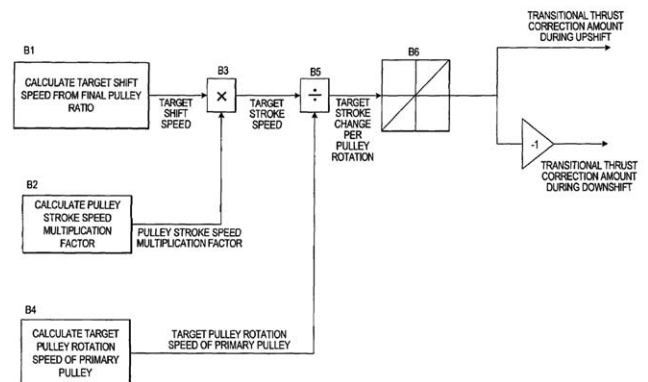 B1
CALCULATE TARGET SHIFT
SPEED FROM FINAL PULLEY
RATIO
TARGET
SHIFT
SPEED
B3
×
TARGET
STROKE
SPEED
B5
÷
TARGET
STROKE
CHANGE
PER
PULLEY
ROTATION
B6
TRANSITIONAL THRUST
CORRECTION AMOUNT
DURING UPSHIFT
-1
TRANSITIONAL THRUST
CORRECTION AMOUNT
DURING DOWNSHIFT
B2
CALCULATE PULLEY
STROKE SPEED
MULTIPLICATION
FACTOR
PULLEY STROKE SPEED
MULTIPLICATION FACTOR
B4
CALCULATE TARGET
PULLEY ROTATION
SPEED OF PRIMARY
PULLEY
TARGET PULLEY ROTATION
SPEED OF PRIMARY PULLEY